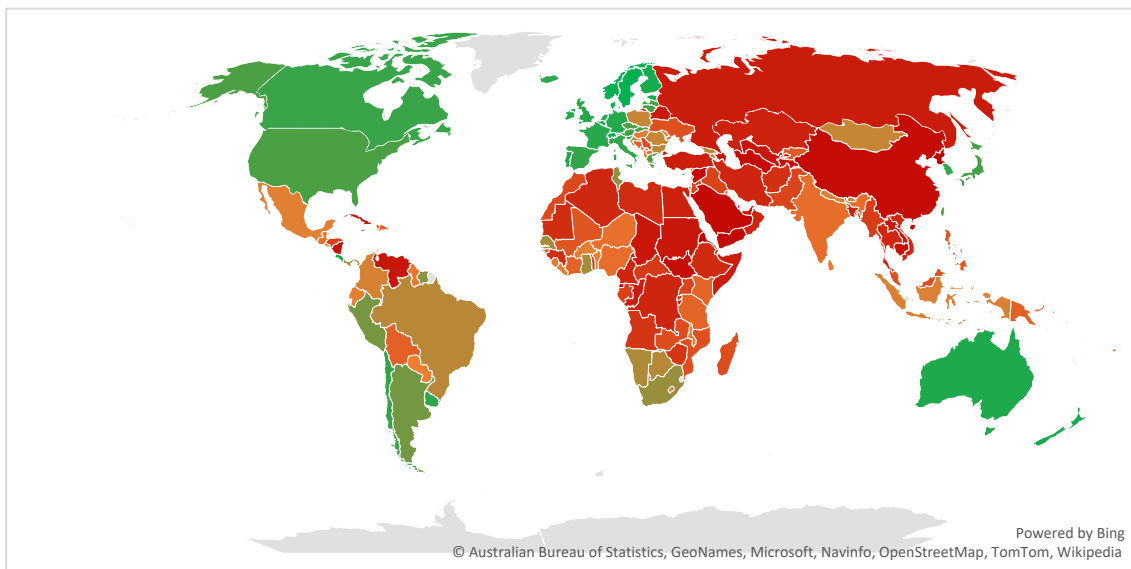 Powered by Bing
© Australian Bureau of Statistics, GeoNames, Microsoft, Navinfo, OpenStreetMap, TomTom, Wikipedia